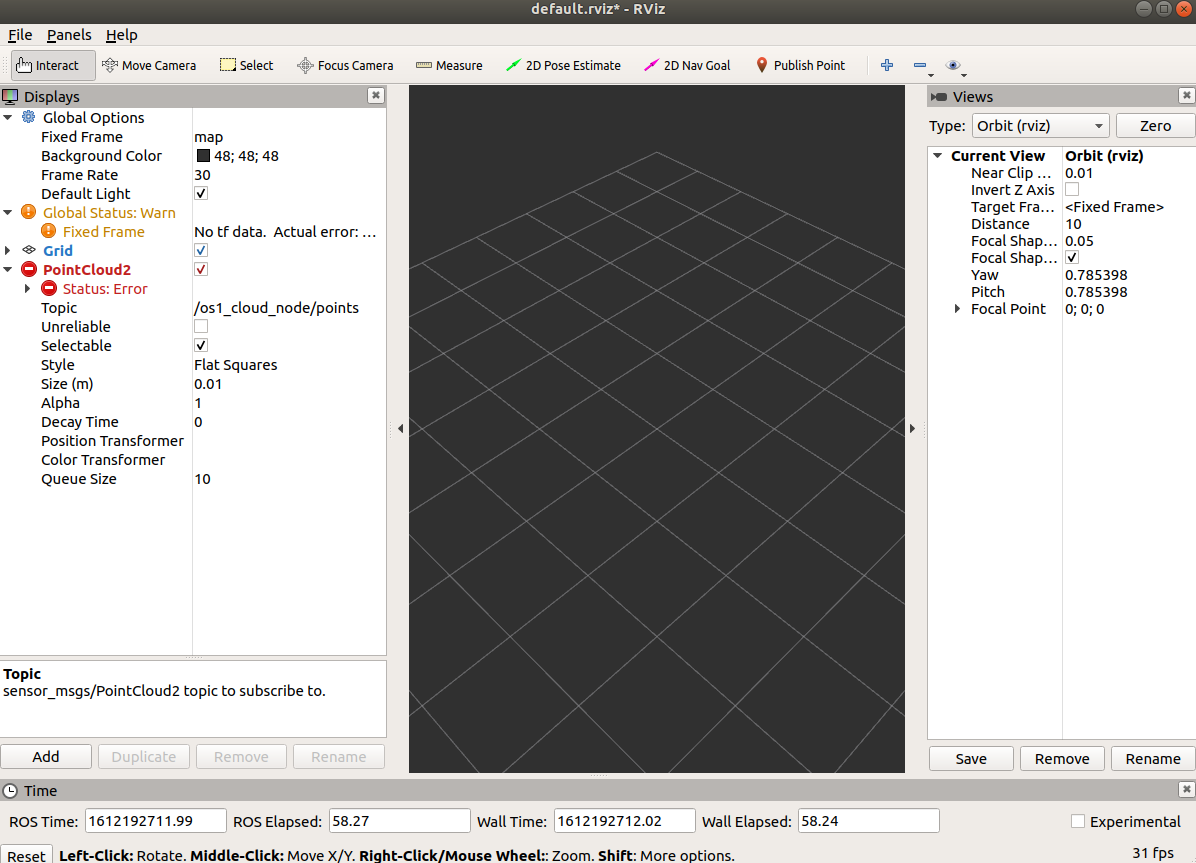 default.rviz* - RViz
File Panels Help
Interact Move Camera Select Focus Camera Measure 2D Pose Estimate 2D Nav Goal Publish Point
Displays
Global Options
Fixed Frame map
Background Color 48; 48; 48
Frame Rate 30
Default Light
Global Status: Warn
Fixed Frame No tf data. Actual error: ...
Grid
PointCloud2
Status: Error
Topic /os1_cloud_node/points
Unreliable
Selectable
Style Flat Squares
Size (m) 0.01
Alpha 1
Decay Time 0
Position Transformer
Color Transformer
Queue Size 10
Topic
sensor_msgs/PointCloud2 topic to subscribe to.
Add Duplicate Remove Rename
Views
Type: Orbit (rviz) Zero
Current View Orbit (rviz)
Near Clip ... 0.01
Invert Z Axis
Target Fra... <Fixed Frame>
Distance 10
Focal Shap... 0.05
Focal Shap...
Yaw 0.785398
Pitch 0.785398
Focal Point 0; 0; 0
Save Remove Rename
Time
ROS Time: 1612192711.99 ROS Elapsed: 58.27 Wall Time: 1612192712.02 Wall Elapsed: 58.24 Experimental
Reset Left-Click: Rotate. Middle-Click: Move X/Y. Right-Click/Mouse Wheel:: Zoom. Shift: More options. 31 fps